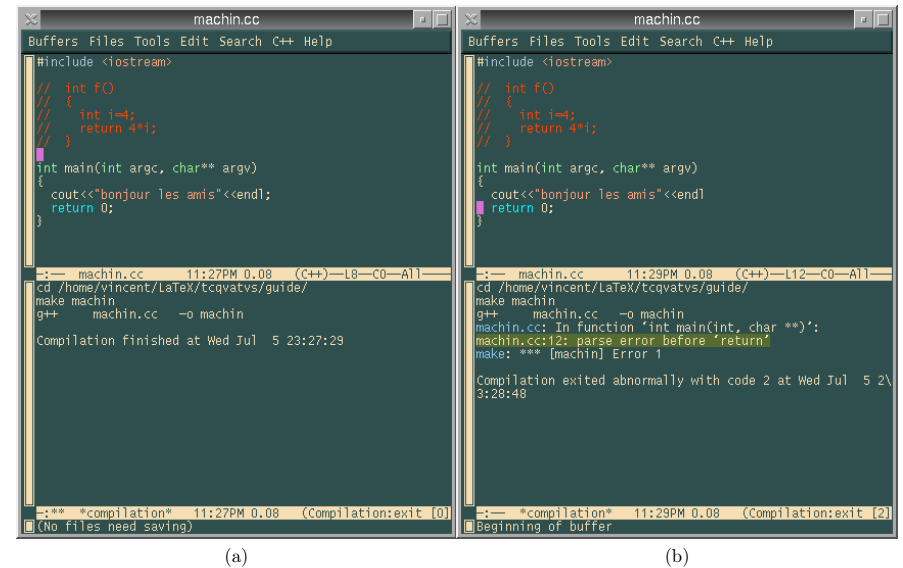 machin.cc
Buffers Files Tools Edit Search C++ Help
#include <iostream>
//  int f()
//  {
//    int i=4;
//    return 4*i;
//  }
int main(int argc, char** argv)
{
  cout<<"bonjour les amis"<<endl;
  return 0;
}
-:--  machin.cc      11:27PM 0.08   (C++)--L8--C0--All----
cd /home/vincent/LaTeX/tcqvatvs/guide/
make machin
g++     machin.cc   -o machin
Compilation finished at Wed Jul  5 23:27:29
-:**  *compilation*  11:27PM 0.08   (Compilation:exit [0]
(No files need saving)
(a)
machin.cc
Buffers Files Tools Edit Search C++ Help
#include <iostream>
//  int f()
//  {
//    int i=4;
//    return 4*i;
//  }
int main(int argc, char** argv)
{
  cout<<"bonjour les amis"<<endl
  return 0;
}
-:--  machin.cc      11:29PM 0.08   (C++)--L12--C0--All---
cd /home/vincent/LaTeX/tcqvatvs/guide/
make machin
g++     machin.cc   -o machin
machin.cc: In function ‘int main(int, char **)’:
machin.cc:12: parse error before ‘return’
make: *** [machin] Error 1
Compilation exited abnormally with code 2 at Wed Jul  5 2\
3:28:48
-:--  *compilation*  11:29PM 0.08   (Compilation:exit [2]
Beginning of buffer
(b)